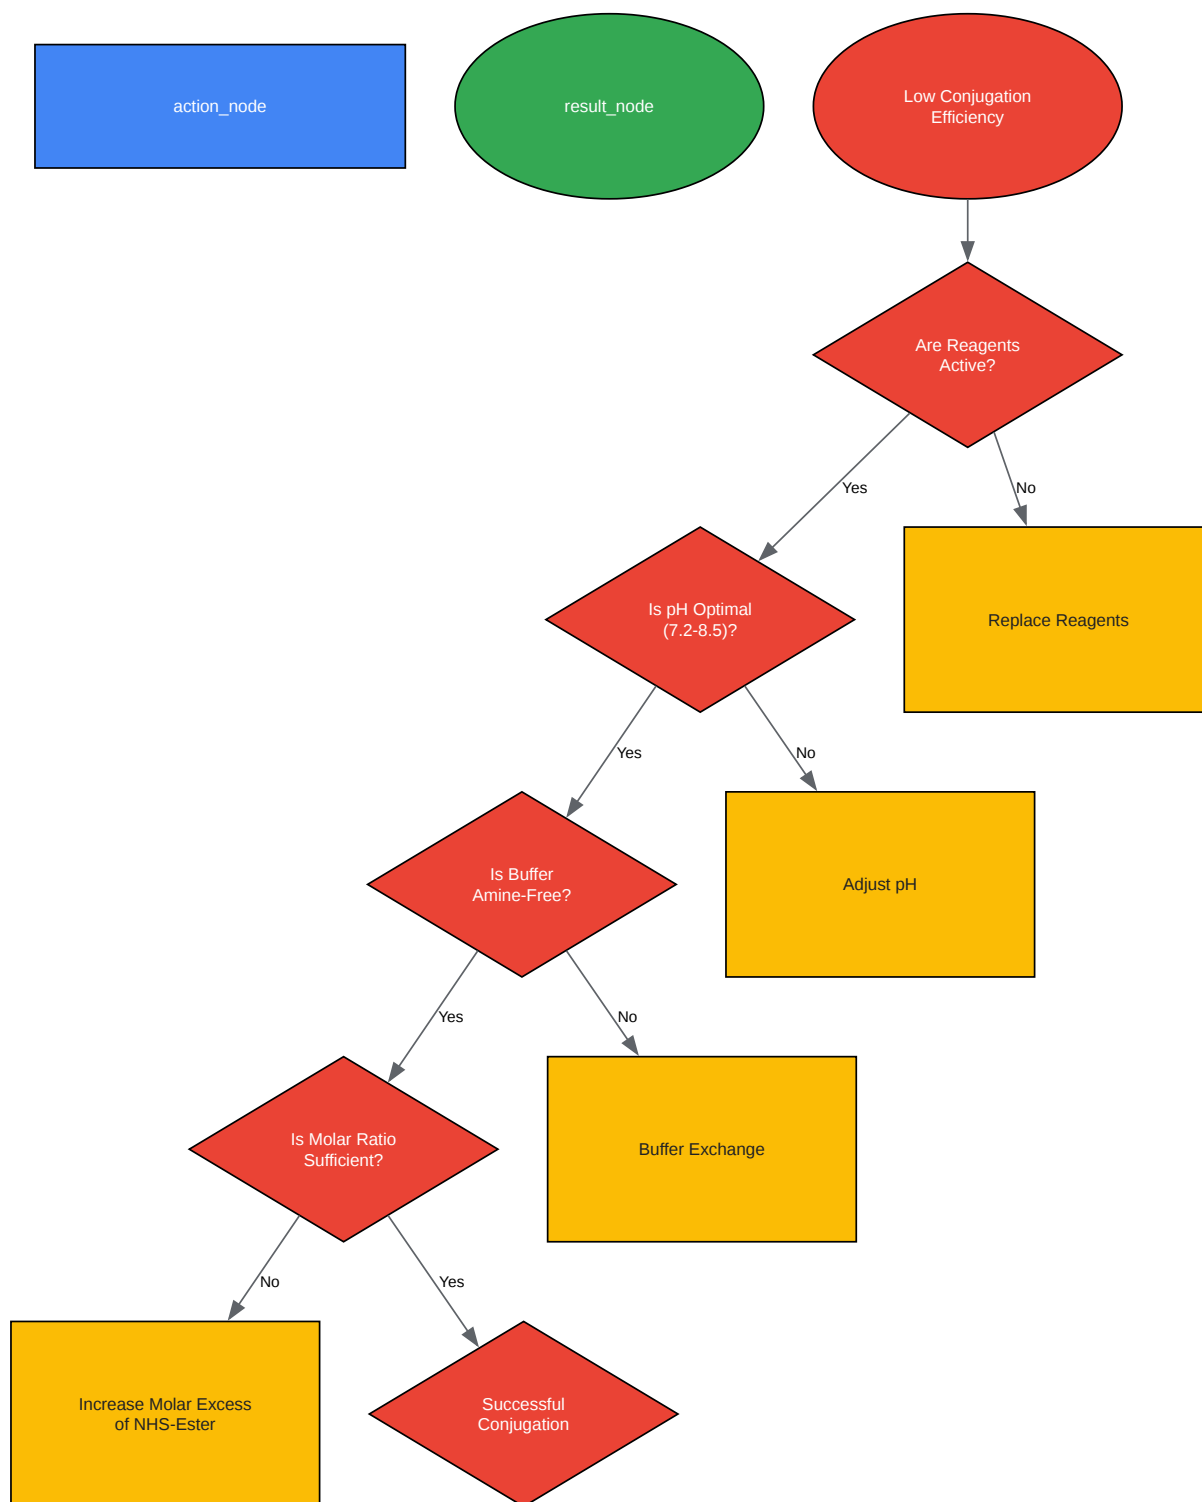 action_node
result_node
Low Conjugation
Efficiency
Are Reagents
Active?
Yes
No
Is pH Optimal
(7.2-8.5)?
Replace Reagents
Yes
No
Is Buffer
Amine-Free?
Adjust pH
Yes
No
Is Molar Ratio
Sufficient?
Buffer Exchange
No
Yes
Increase Molar Excess
of NHS-Ester
Successful
Conjugation